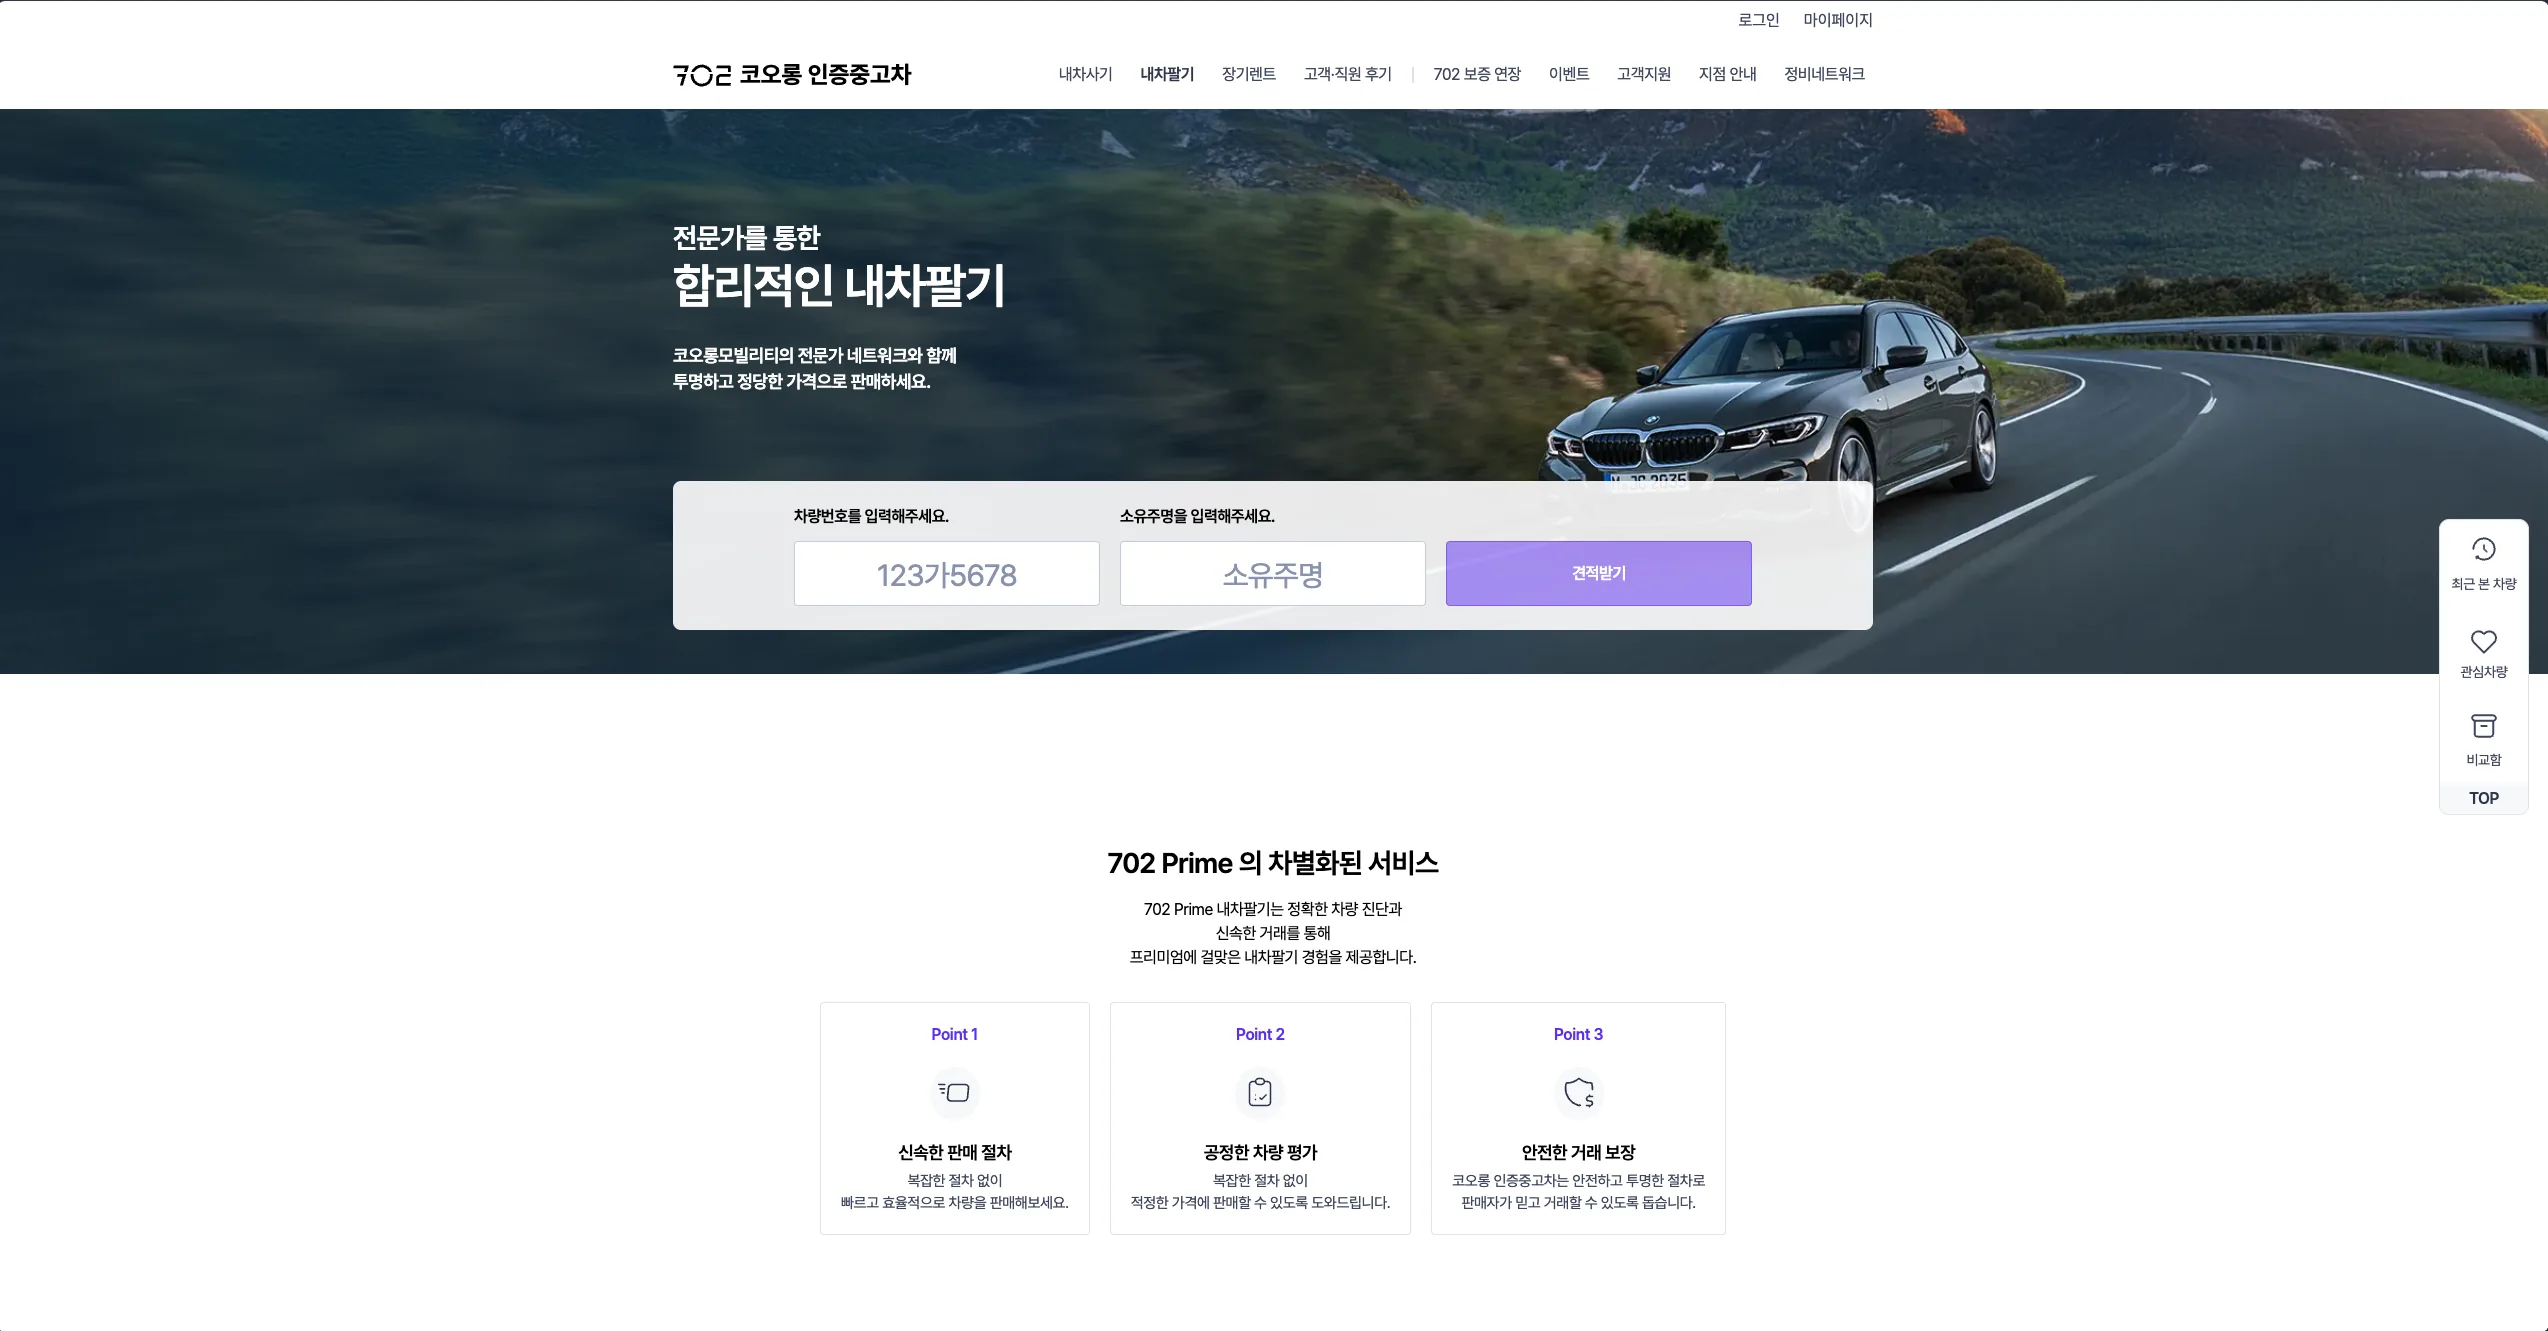 로그인 마이페이지
702 코오롱 인증중고차
내차사기 내차팔기 장기렌트 고객·직원 후기 | 702 보증 연장 이벤트 고객지원 지점 안내 정비네트워크
전문가를 통한
합리적인 내차팔기
코오롱모빌리티의 전문가 네트워크와 함께
투명하고 정당한 가격으로 판매하세요.
차량번호를 입력해주세요.
123가5678
소유주명을 입력해주세요.
소유주명
견적받기
최근 본 차량
관심차량
비교함
TOP
702 Prime 의 차별화된 서비스
702 Prime 내차팔기는 정확한 차량 진단과
신속한 거래를 통해
프리미엄에 걸맞은 내차팔기 경험을 제공합니다.
Point 1
신속한 판매 절차
복잡한 절차 없이
빠르고 효율적으로 차량을 판매해보세요.
Point 2
공정한 차량 평가
복잡한 절차 없이
적정한 가격에 판매할 수 있도록 도와드립니다.
Point 3
안전한 거래 보장
코오롱 인증중고차는 안전하고 투명한 절차로
판매자가 믿고 거래할 수 있도록 돕습니다.